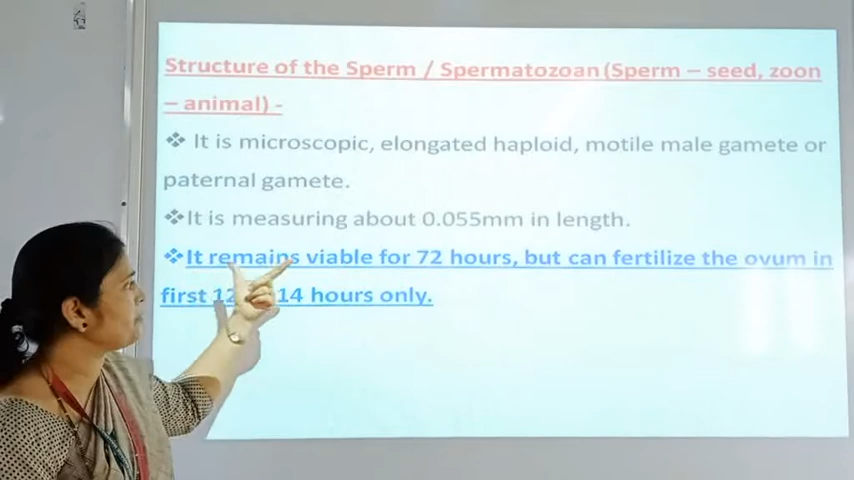 Structure of the Sperm / Spermatozoan (Sperm – seed, zoon
– animal) -
❖ It is microscopic, elongated haploid, motile male gamete or
paternal gamete.
❖It is measuring about 0.055mm in length.
❖It remains viable for 72 hours, but can fertilize the ovum in
first 14 hours only.